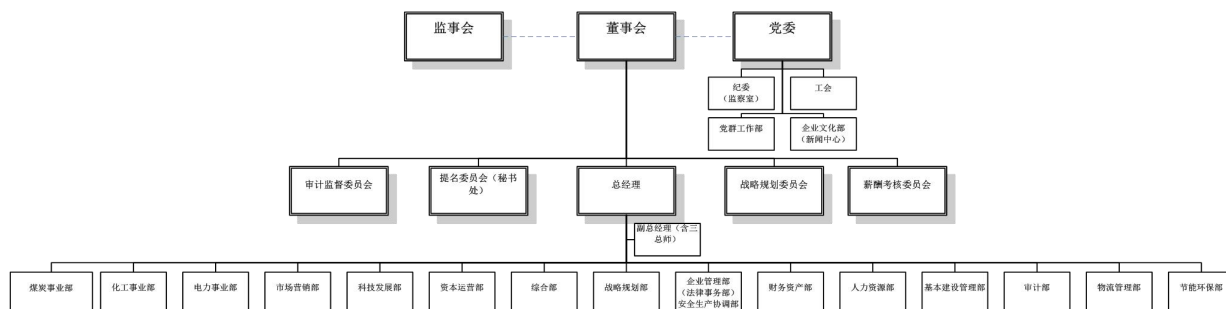 监事会
董事会
党委
纪委
（监察室）
工会
党群工作部
企业文化部
（新闻中心）
审计监督委员会
提名委员会（秘书
处）
总经理
战略规划委员会
薪酬考核委员会
副总经理（含三
总师）
煤炭事业部
化工事业部
电力事业部
市场营销部
科技发展部
资本运营部
综合部
战略规划部
企业管理部
（法律事务部）
安全生产协调部
财务资产部
人力资源部
基本建设管理部
审计部
物流管理部
节能环保部